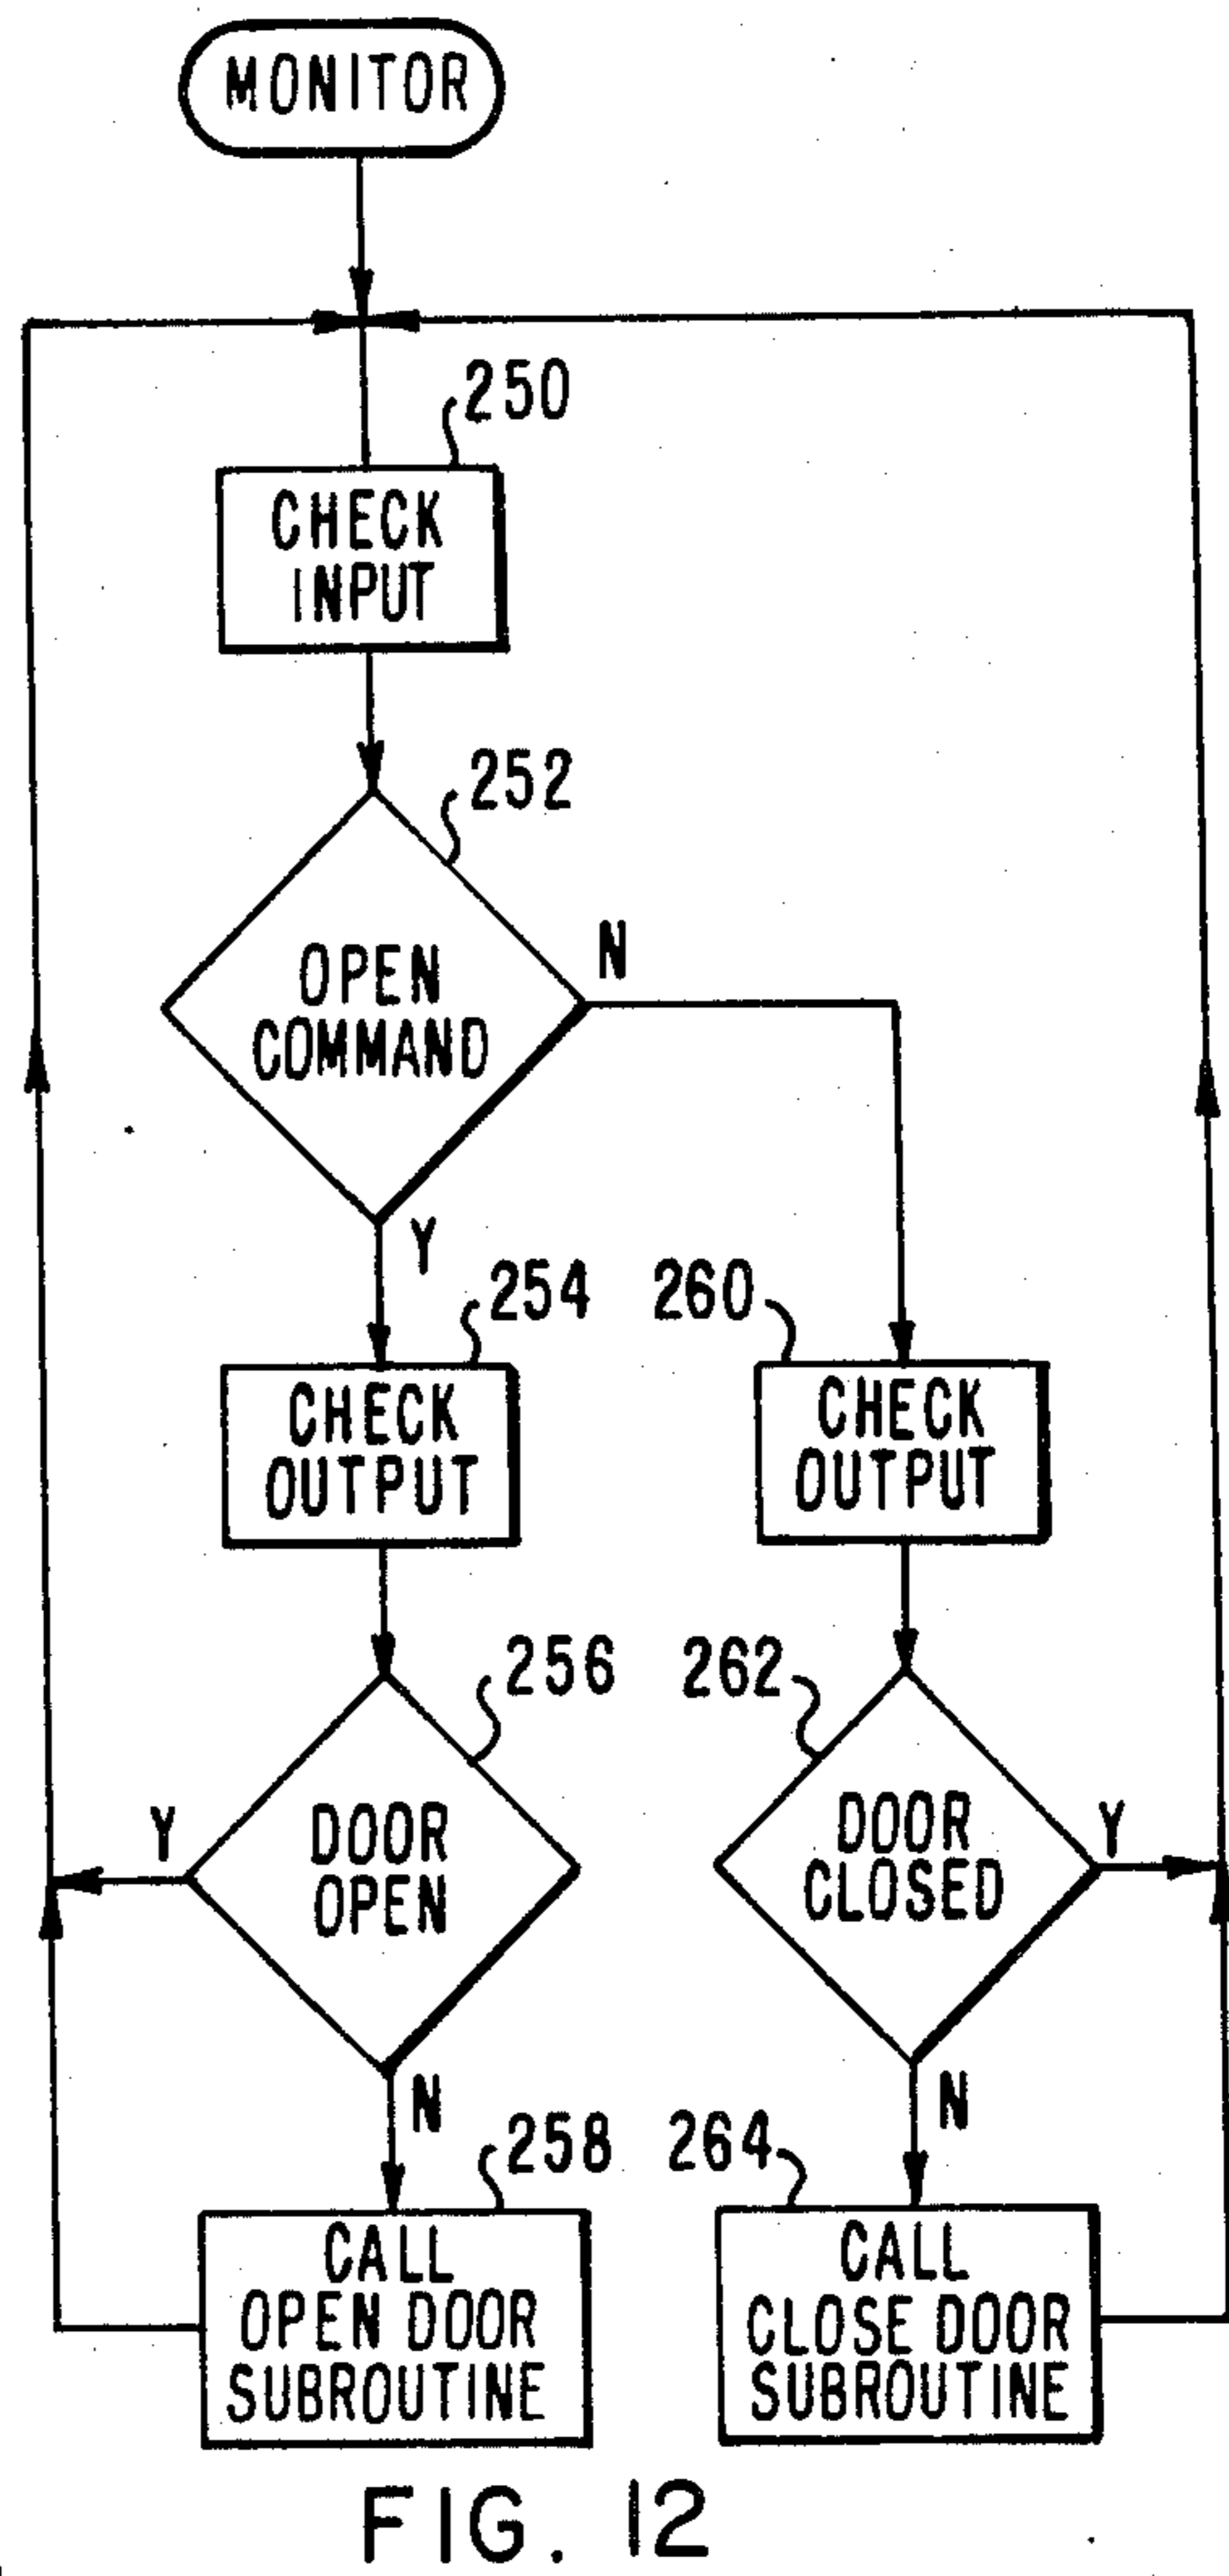 MONITOR
250
CHECK
INPUT
252
OPEN
COMMAND
N
Y
254
260
CHECK
OUTPUT
CHECK
OUTPUT
256
262
Y
DOOR
OPEN
DOOR
CLOSED
Y
N
N
258
264
CALL
OPEN DOOR
SUBROUTINE
CALL
CLOSE DOOR
SUBROUTINE
FIG. 12